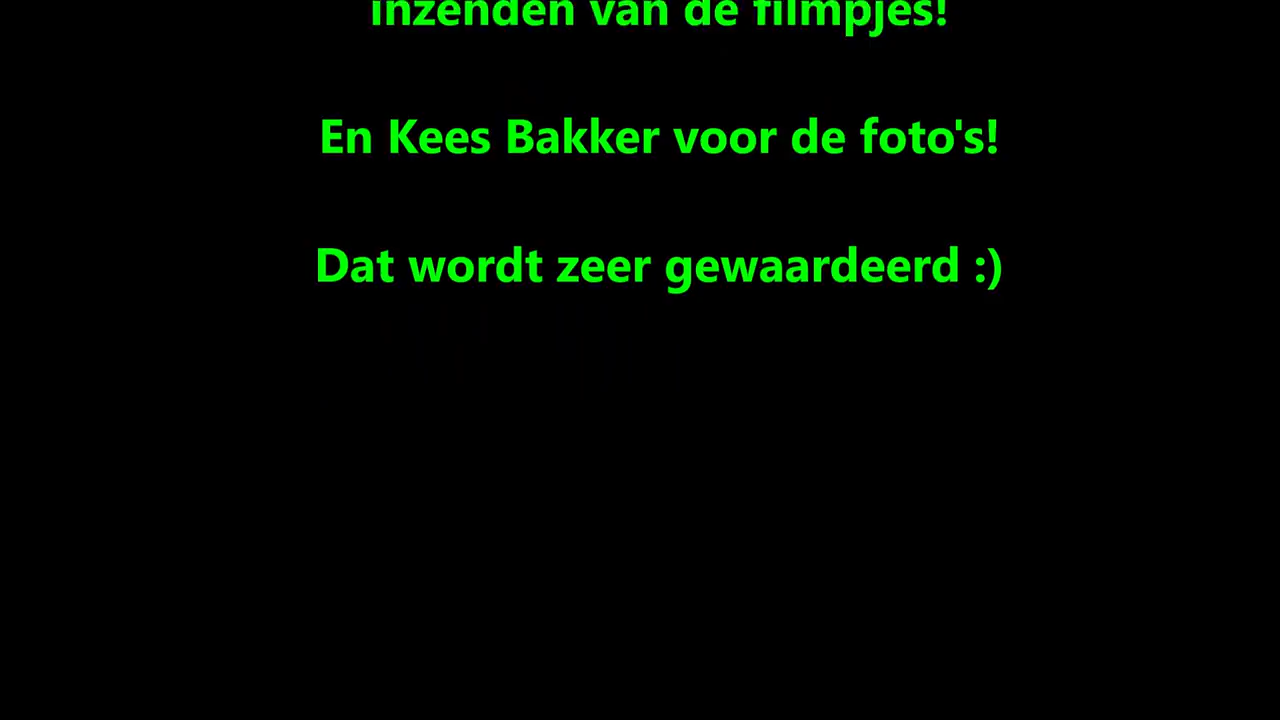 inzenden van de filmpjes!
En Kees Bakker voor de foto's!
Dat wordt zeer gewaardeerd :)